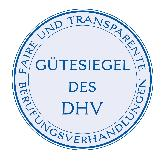 FAIRE UND TRANSPARENTE
GÜTESIEGEL
DES
DHV
BERUFUNGSVERHANDLUNGEN